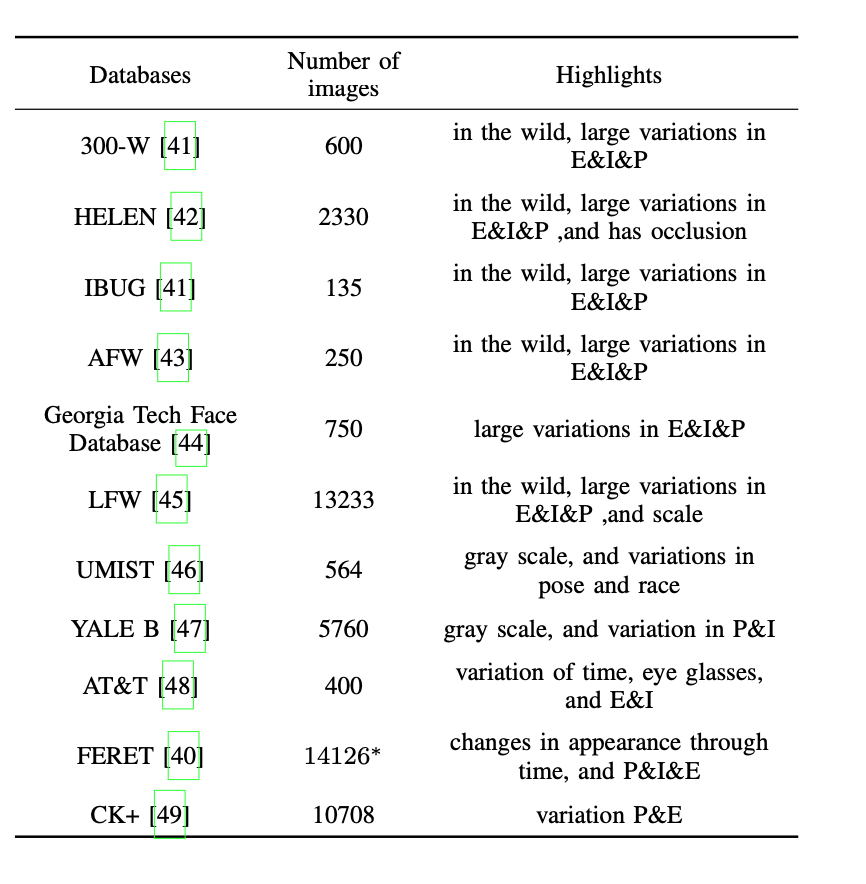 Databases Number of images Highlights
300-W [41] 600 in the wild, large variations in
E&I&P
HELEN [42] 2330 in the wild, large variations in
E&I&P ,and has occlusion
IBUG [41] 135 in the wild, large variations in
E&I&P
AFW [43] 250 in the wild, large variations in
E&I&P
Georgia Tech Face
Database [44] 750 large variations in E&I&P
LFW [45] 13233 in the wild, large variations in
E&I&P ,and scale
UMIST [46] 564 gray scale, and variations in
pose and race
YALE B [47] 5760 gray scale, and variation in P&I
AT&T [48] 400 variation of time, eye glasses,
and E&I
FERET [40] 14126* changes in appearance through
time, and P&I&E
CK+ [49] 10708 variation P&E